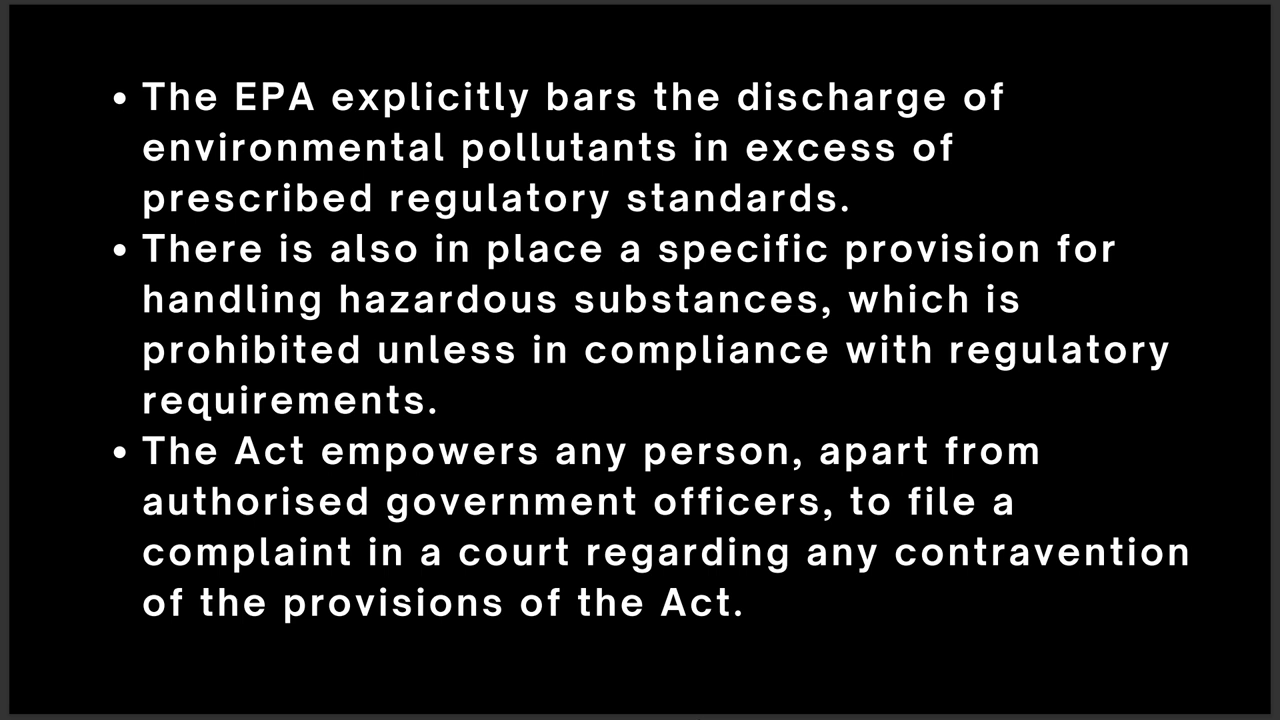 • The EPA explicitly bars the discharge of
environmental pollutants in excess of
prescribed regulatory standards.
• There is also in place a specific provision for
handling hazardous substances, which is
prohibited unless in compliance with regulatory
requirements.
• The Act empowers any person, apart from
authorised government officers, to file a
complaint in a court regarding any contravention
of the provisions of the Act.